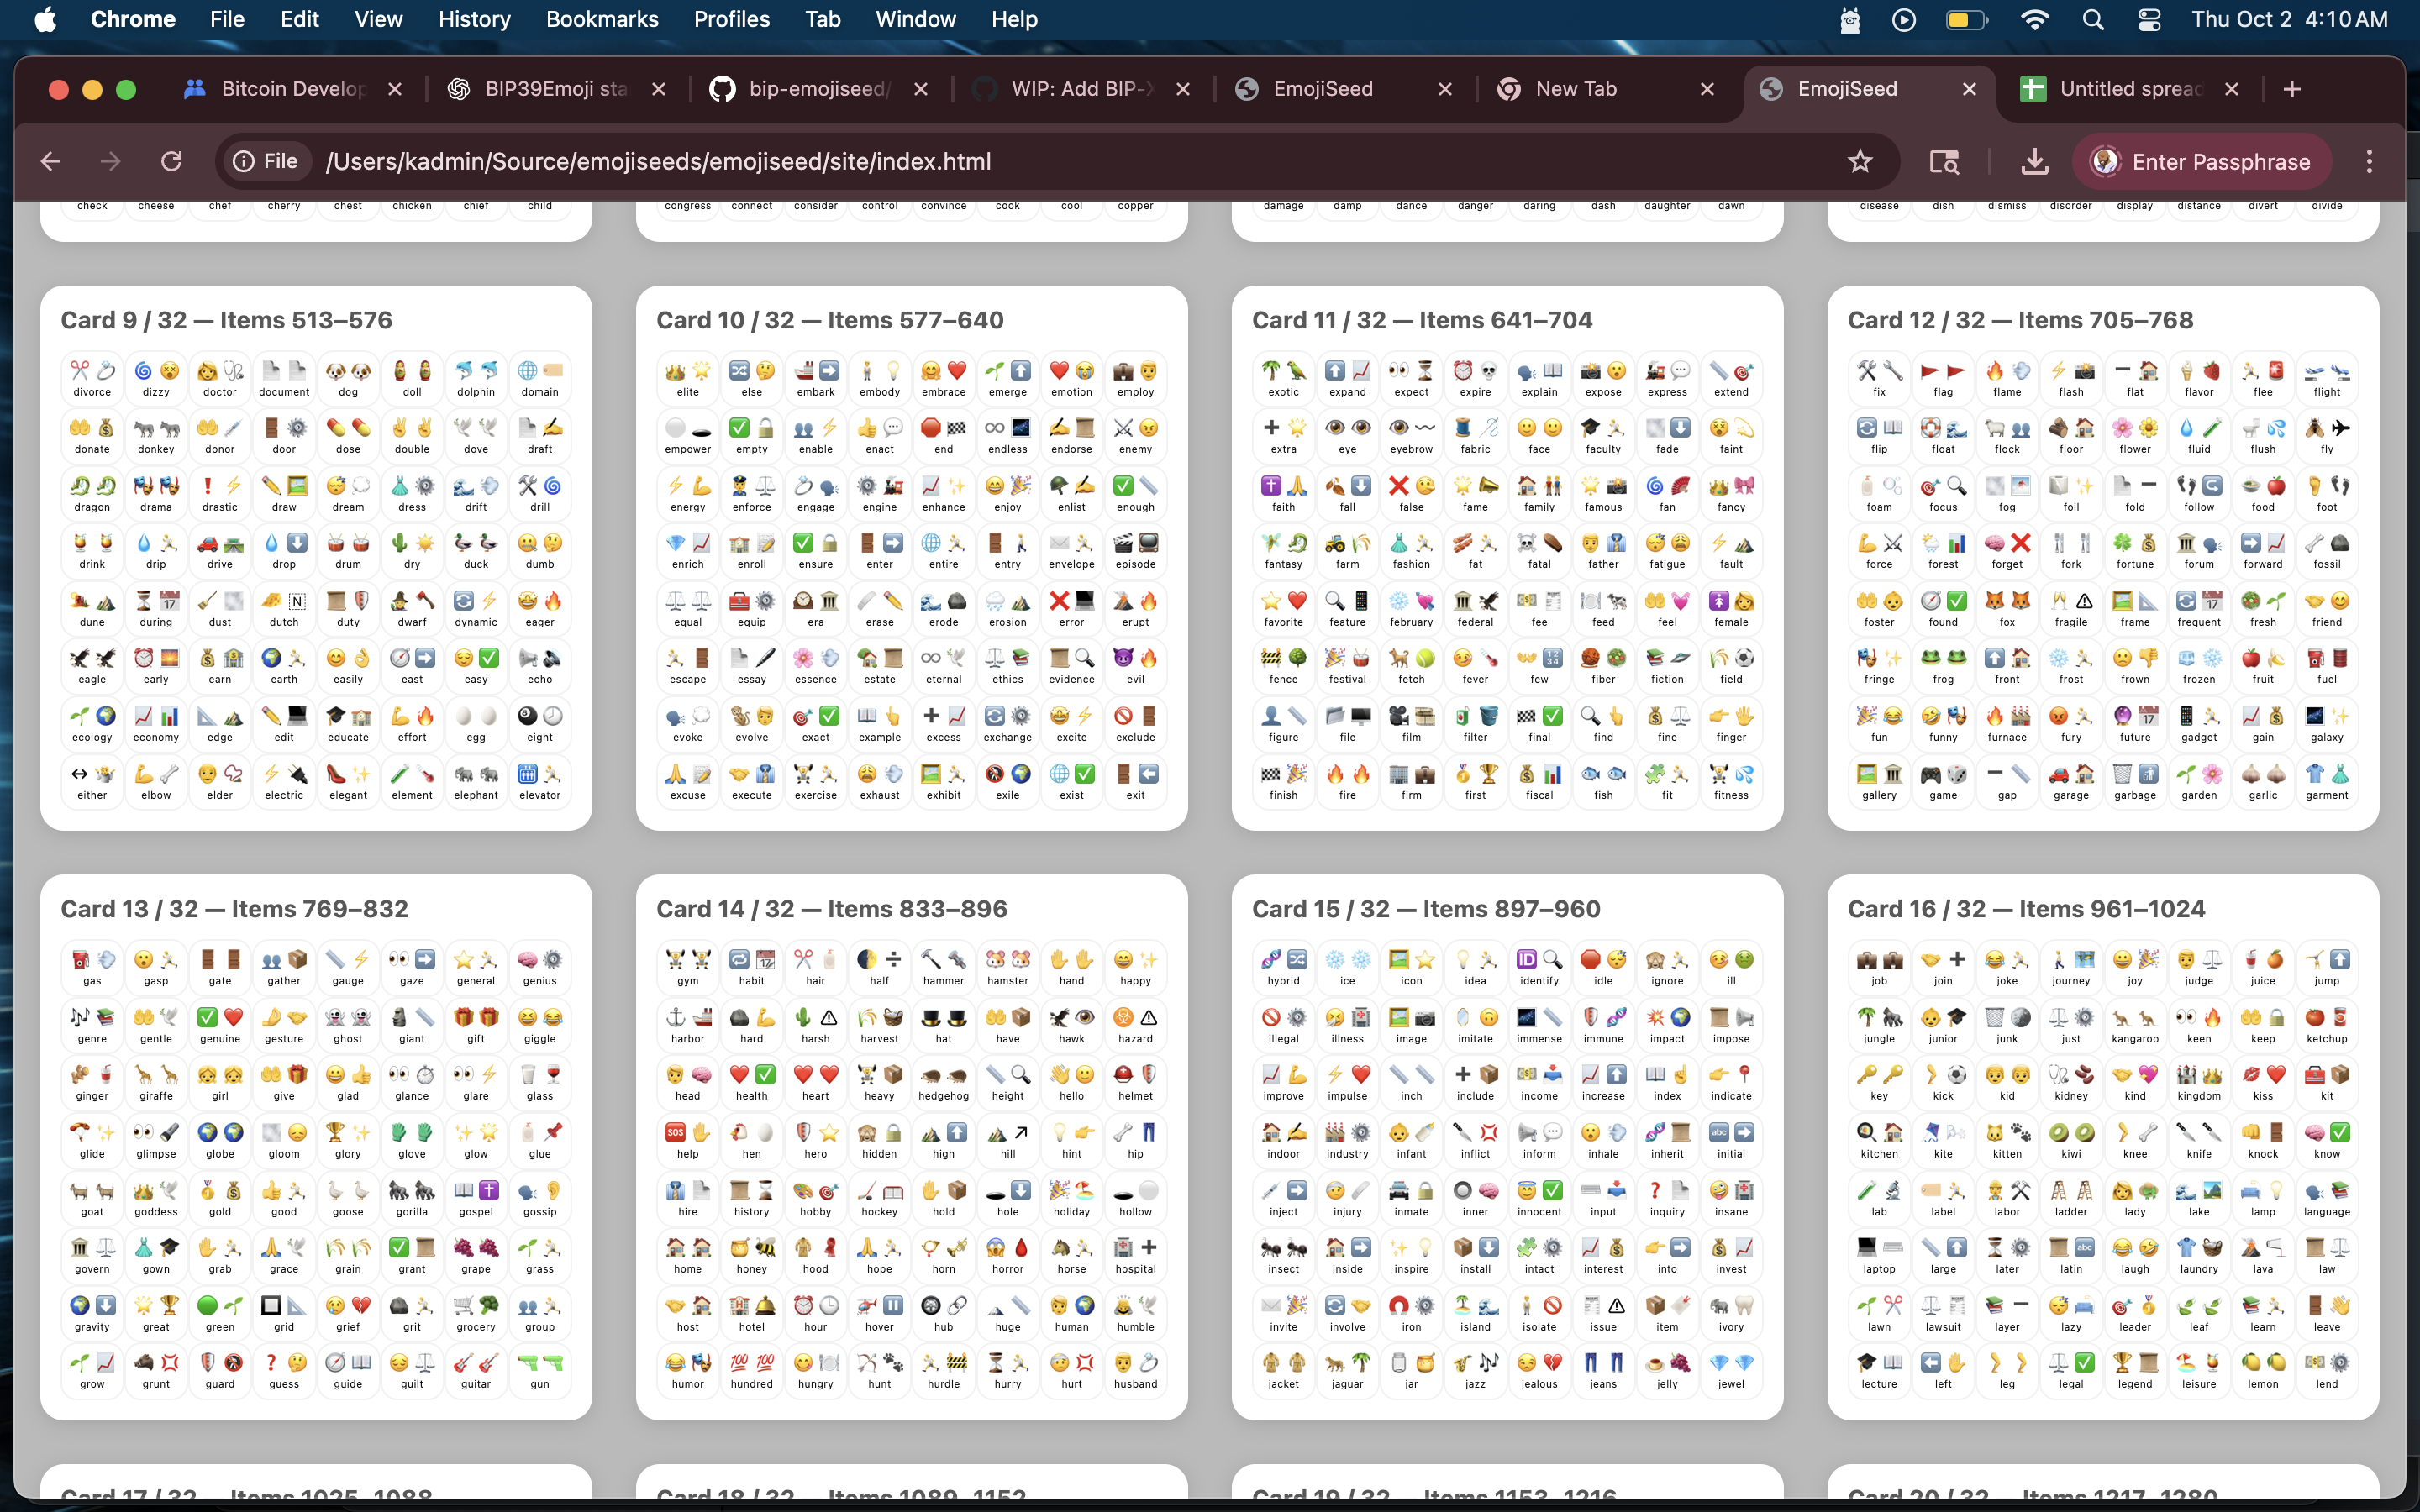 Chrome File Edit View History Bookmarks Profiles Tab Window Help Thu Oct 2 4:10 AM
Bitcoin Develop BIP39Emoji sta bip-emojiseed/ WIP: Add BIP-X EmojiSeed New Tab EmojiSeed Untitled spread
File /Users/kadmin/Source/emojiseeds/emojiseed/site/index.html Enter Passphrase
check cheese chef cherry chest chicken chief child
congress connect consider control convince cook cool copper
damage damp dance danger daring dash daughter dawn
disease dish dismiss disorder display distance divert divide
Card 9 / 32 — Items 513–576
divorce dizzy doctor document dog doll dolphin domain
donate donkey donor door dose double dove draft
dragon drama drastic draw dream dress drift drill
drink drip drive drop drum dry duck dumb
dune during dust dutch duty dwarf dynamic eager
eagle early earn earth easily east easy echo
ecology economy edge edit educate effort egg eight
either elbow elder electric elegant element elephant elevator
Card 10 / 32 — Items 577–640
elite else embark embody embrace emerge emotion employ
empower empty enable enact end endless endorse enemy
energy enforce engage engine enhance enjoy enlist enough
enrich enroll ensure enter entire entry envelope episode
equal equip era erase erode erosion error erupt
escape essay essence estate eternal ethics evidence evil
evoke evolve exact example excess exchange excite exclude
excuse execute exercise exhaust exhibit exile exist exit
Card 11 / 32 — Items 641–704
exotic expand expect expire explain expose express extend
extra eye eyebrow fabric face faculty fade faint
faith fall false fame family famous fan fancy
fantasy farm fashion fat fatal father fatigue fault
favorite feature february federal fee feed feel female
fence festival fetch fever few fiber fiction field
figure file film filter final find fine finger
finish fire firm first fiscal fish fit fitness
Card 12 / 32 — Items 705–768
fix flag flame flash flat flavor flee flight
flip float flock floor flower fluid flush fly
foam focus fog foil fold follow food foot
force forest forget fork fortune forum forward fossil
foster found fox fragile frame frequent fresh friend
fringe frog front frost frown frozen fruit fuel
fun funny furnace fury future gadget gain galaxy
gallery game gap garage garbage garden garlic garment
Card 13 / 32 — Items 769–832
gas gasp gate gather gauge gaze general genius
genre gentle genuine gesture ghost giant gift giggle
ginger giraffe girl give glad glance glare glass
glide glimpse globe gloom glory glove glow glue
goat goddess gold good goose gorilla gospel gossip
govern gown grab grace grain grant grape grass
gravity great green grid grief grit grocery group
grow grunt guard guess guide guilt guitar gun
Card 14 / 32 — Items 833–896
gym habit hair half hammer hamster hand happy
harbor hard harsh harvest hat have hawk hazard
head health heart heavy hedgehog height hello helmet
help hen hero hidden high hill hint hip
hire history hobby hockey hold hole holiday hollow
home honey hood hope horn horror horse hospital
host hotel hour hover hub huge human humble
humor hundred hungry hunt hurdle hurry hurt husband
Card 15 / 32 — Items 897–960
hybrid ice icon idea identify idle ignore ill
illegal illness image imitate immense immune impact impose
improve impulse inch include income increase index indicate
indoor industry infant inflict inform inhale inherit initial
inject injury inmate inner innocent input inquiry insane
insect inside inspire install intact interest into invest
invite involve iron island isolate issue item ivory
jacket jaguar jar jazz jealous jeans jelly jewel
Card 16 / 32 — Items 961–1024
job join joke journey joy judge juice jump
jungle junior junk just kangaroo keen keep ketchup
key kick kid kidney kind kingdom kiss kit
kitchen kite kitten kiwi knee knife knock know
lab label labor ladder lady lake lamp language
laptop large later latin laugh laundry lava law
lawn lawsuit layer lazy leader leaf learn leave
lecture left leg legal legend leisure lemon lend
Card 17 / 32 — Items 1025–1088
Card 18 / 32 — Items 1089–1152
Card 19 / 32 — Items 1153–1216
Card 20 / 32 — Items 1217–1280